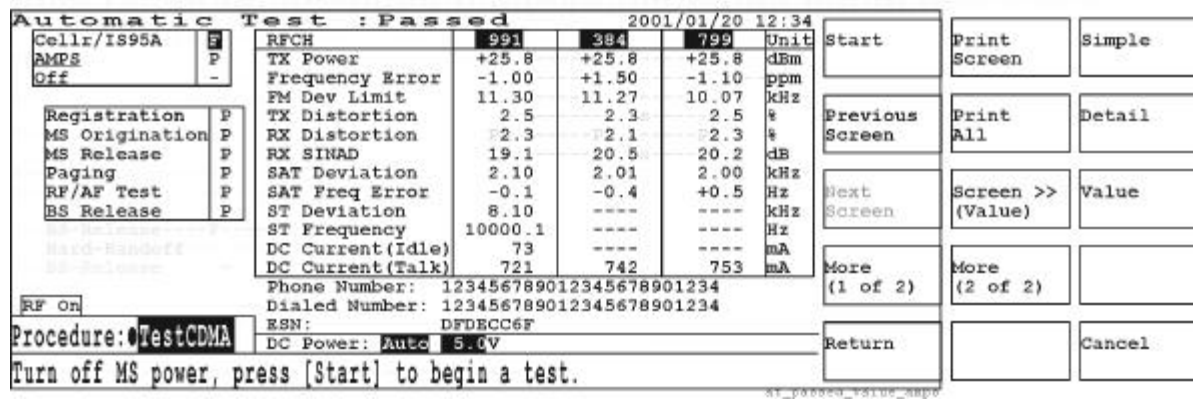 Automatic Test :Passed 2001/01/20 12:34
Cellr/IS95A F
AMPS P
Off -
Registration P
MS Origination P
MS Release P
Paging P
RF/AF Test P
BS Release P
Hard-Handoff
RF On
RFCH 991 384 799 Unit
TX Power +25.8 +25.8 +25.8 dBm
Frequency Error -1.00 +1.50 -1.10 ppm
FM Dev Limit 11.30 11.27 10.07 kHz
TX Distortion 2.5 2.3 2.5 %
RX Distortion 2.3 2.1 2.3 %
RX SINAD 19.1 20.5 20.2 dB
SAT Deviation 2.10 2.01 2.00 kHz
SAT Freq Error -0.1 -0.4 +0.5 Hz
ST Deviation 8.10 ---- ---- kHz
ST Frequency 10000.1 ---- ---- Hz
DC Current(Idle) 73 ---- ---- mA
DC Current(Talk) 721 742 753 mA
Phone Number: 123456789012345678901234
Dialed Number: 123456789012345678901234
ESN: DFDECC6F
Procedure: TestCDMA
DC Power: Auto 5.0V
Turn off MS power, press [Start] to begin a test.
Start
Previous
Screen
Next
Screen
More
(1 of 2)
Return
Print
Screen
Print
All
Screen >>
(Value)
More
(2 of 2)
Simple
Detail
Value
Cancel
at_passed_value_amps